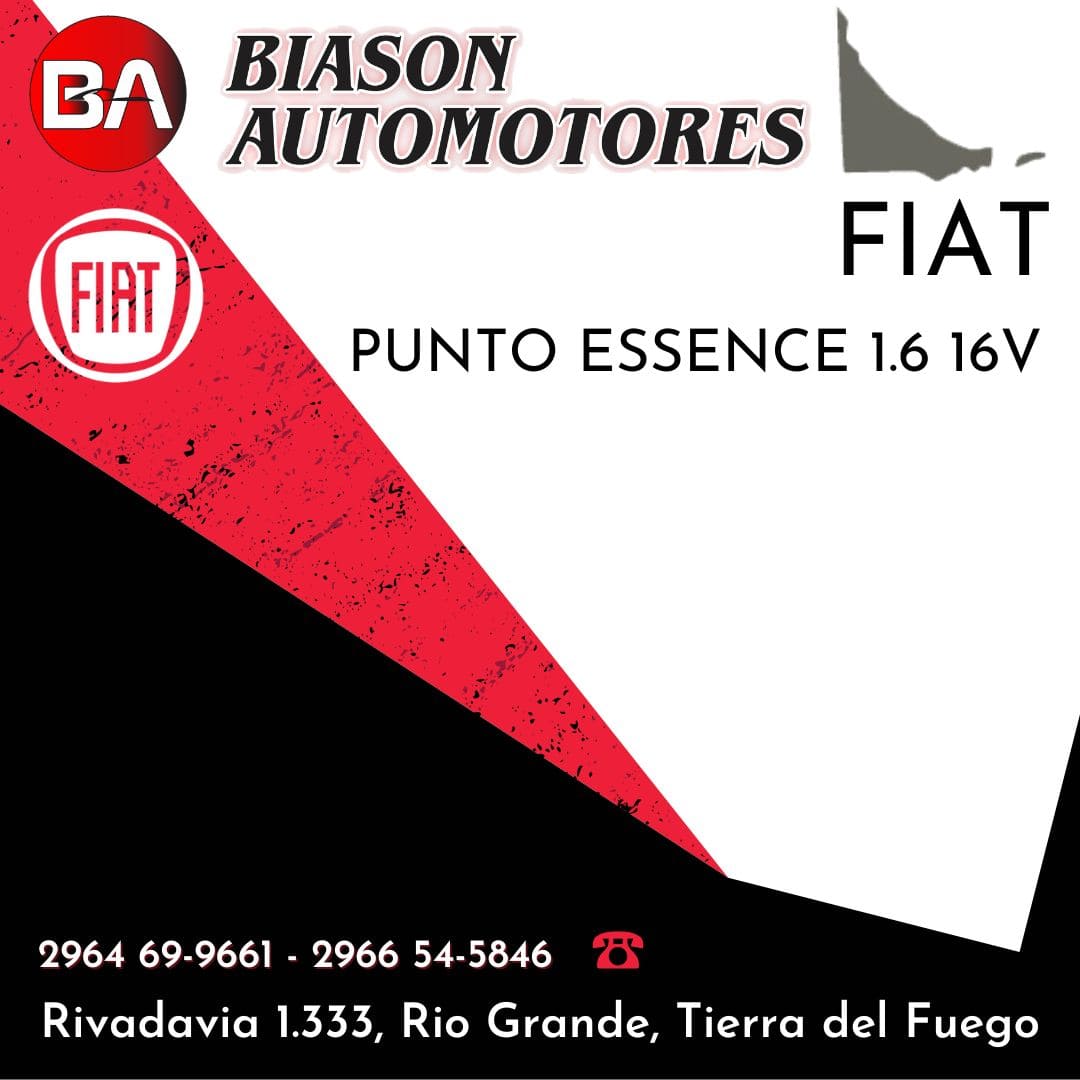 BA
BIASON
AUTOMOTORES
FIAT
FIAT
PUNTO ESSENCE 1.6 16V
2964 69-9661 - 2966 54-5846
Rivadavia 1.333, Rio Grande, Tierra del Fuego